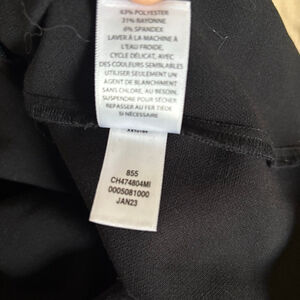 63% POLYESTER
31% RAYONNE
6% SPANDEX
LAVER À LA MACHINE À
L'EAU FROIDE,
CYCLE DÉLICAT, AVEC
DES COULEURS SEMBLABLES
UTILISER SEULEMENT UN
AGENT DE BLANCHIMENT
SANS CHLORE, AU BESOIN,
SUSPENDRE POUR SÉCHER
REPASSER AU FER TIÈDE
SI NÉCESSAIRE
855
CH474804MI
0005081000
JAN23